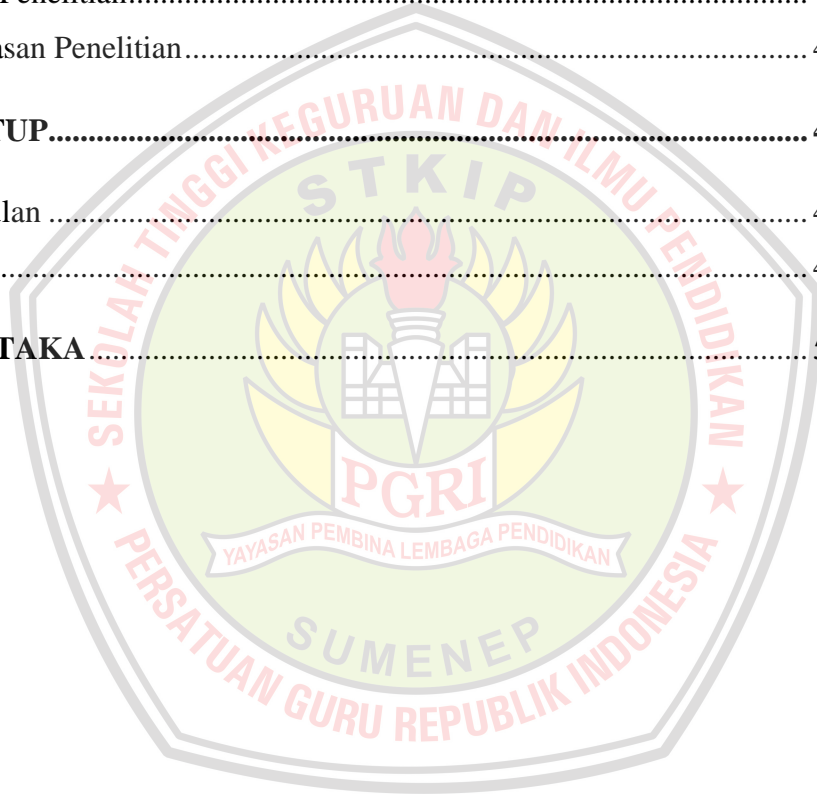 Penelitian
asan Penelitian
TUP
lan
TAKA
SEKOLAH TINGGI KEGURUAN DAN ILMU PENDIDIKAN
STKIP
PGRI
YAYASAN PEMBINA LEMBAGA PENDIDIKAN
SUMENEP
★ PERSATUAN GURU REPUBLIK INDONESIA ★